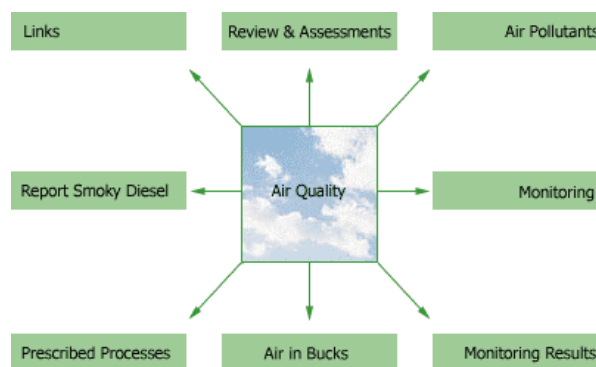 Links
Review & Assessments
Air Pollutants
Report Smoky Diesel
Air Quality
Monitoring
Prescribed Processes
Air in Bucks
Monitoring Results